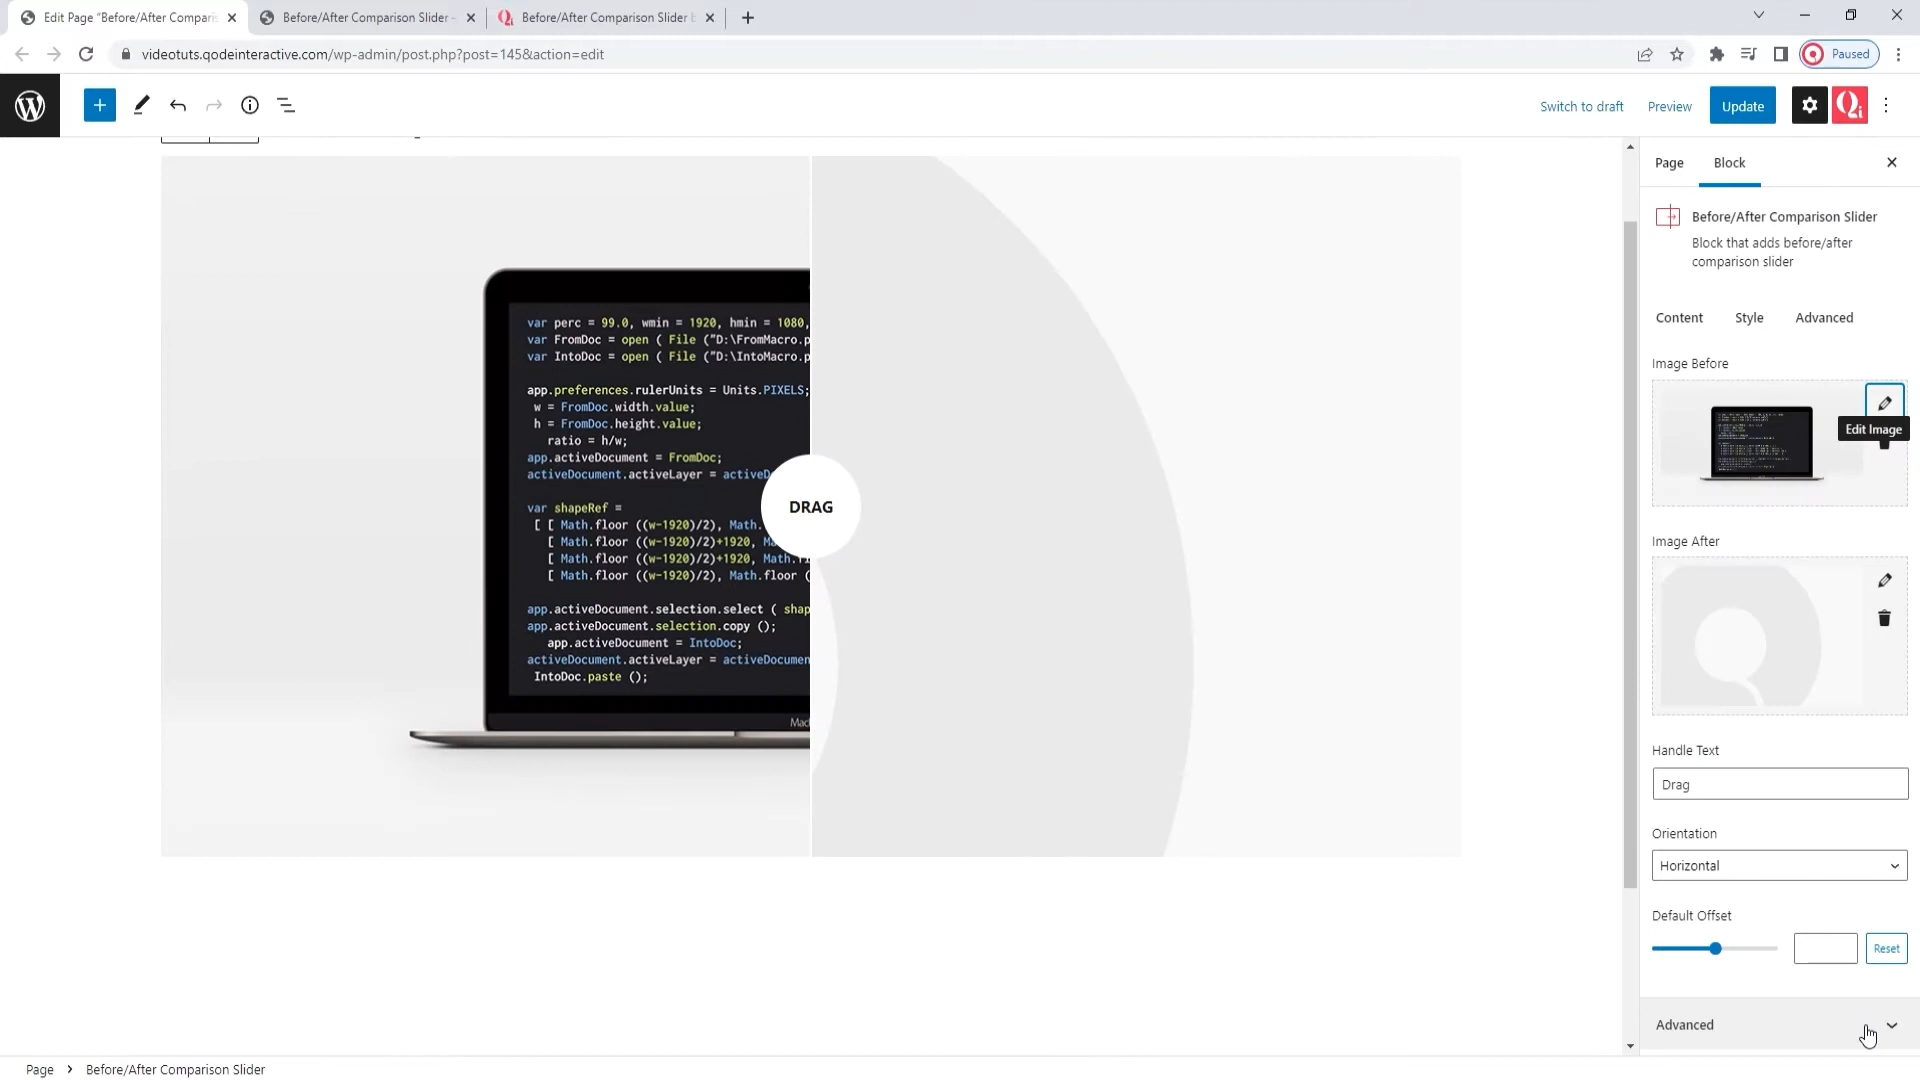 Edit Page "Before/After Comparis
Before/After Comparison Slider –
Before/After Comparison Slider b
videotuts.qodeinteractive.com/wp-admin/post.php?post=145&action=edit
Paused
Switch to draft
Preview
Update
Page
Block
Before/After Comparison Slider
Block that adds before/after
comparison slider
Content
Style
Advanced
Image Before
Edit Image
Image After
Handle Text
Drag
Orientation
Horizontal
Default Offset
Reset
Advanced
var perc = 99.0, wmin = 1920, hmin = 1080,
var FromDoc = open ( File ("D:\FromMacro.p
var IntoDoc = open ( File ("D:\IntoMacro.p
app.preferences.rulerUnits = Units.PIXELS;
w = FromDoc.width.value;
h = FromDoc.height.value;
ratio = h/w;
app.activeDocument = FromDoc;
activeDocument.activeLayer = actived
var shapeRef =
[ [ Math.floor ((w-1920)/2), Math.
[ Math.floor ((w-1920)/2)+1920, Ma
[ Math.floor ((w-1920)/2)+1920, Math.fl
[ Math.floor ((w-1920)/2), Math.floor (
app.activeDocument.selection.select ( shap
app.activeDocument.selection.copy ();
app.activeDocument = IntoDoc;
activeDocument.activeLayer = activeDocumen
IntoDoc.paste ();
Mac
DRAG
Page
Before/After Comparison Slider